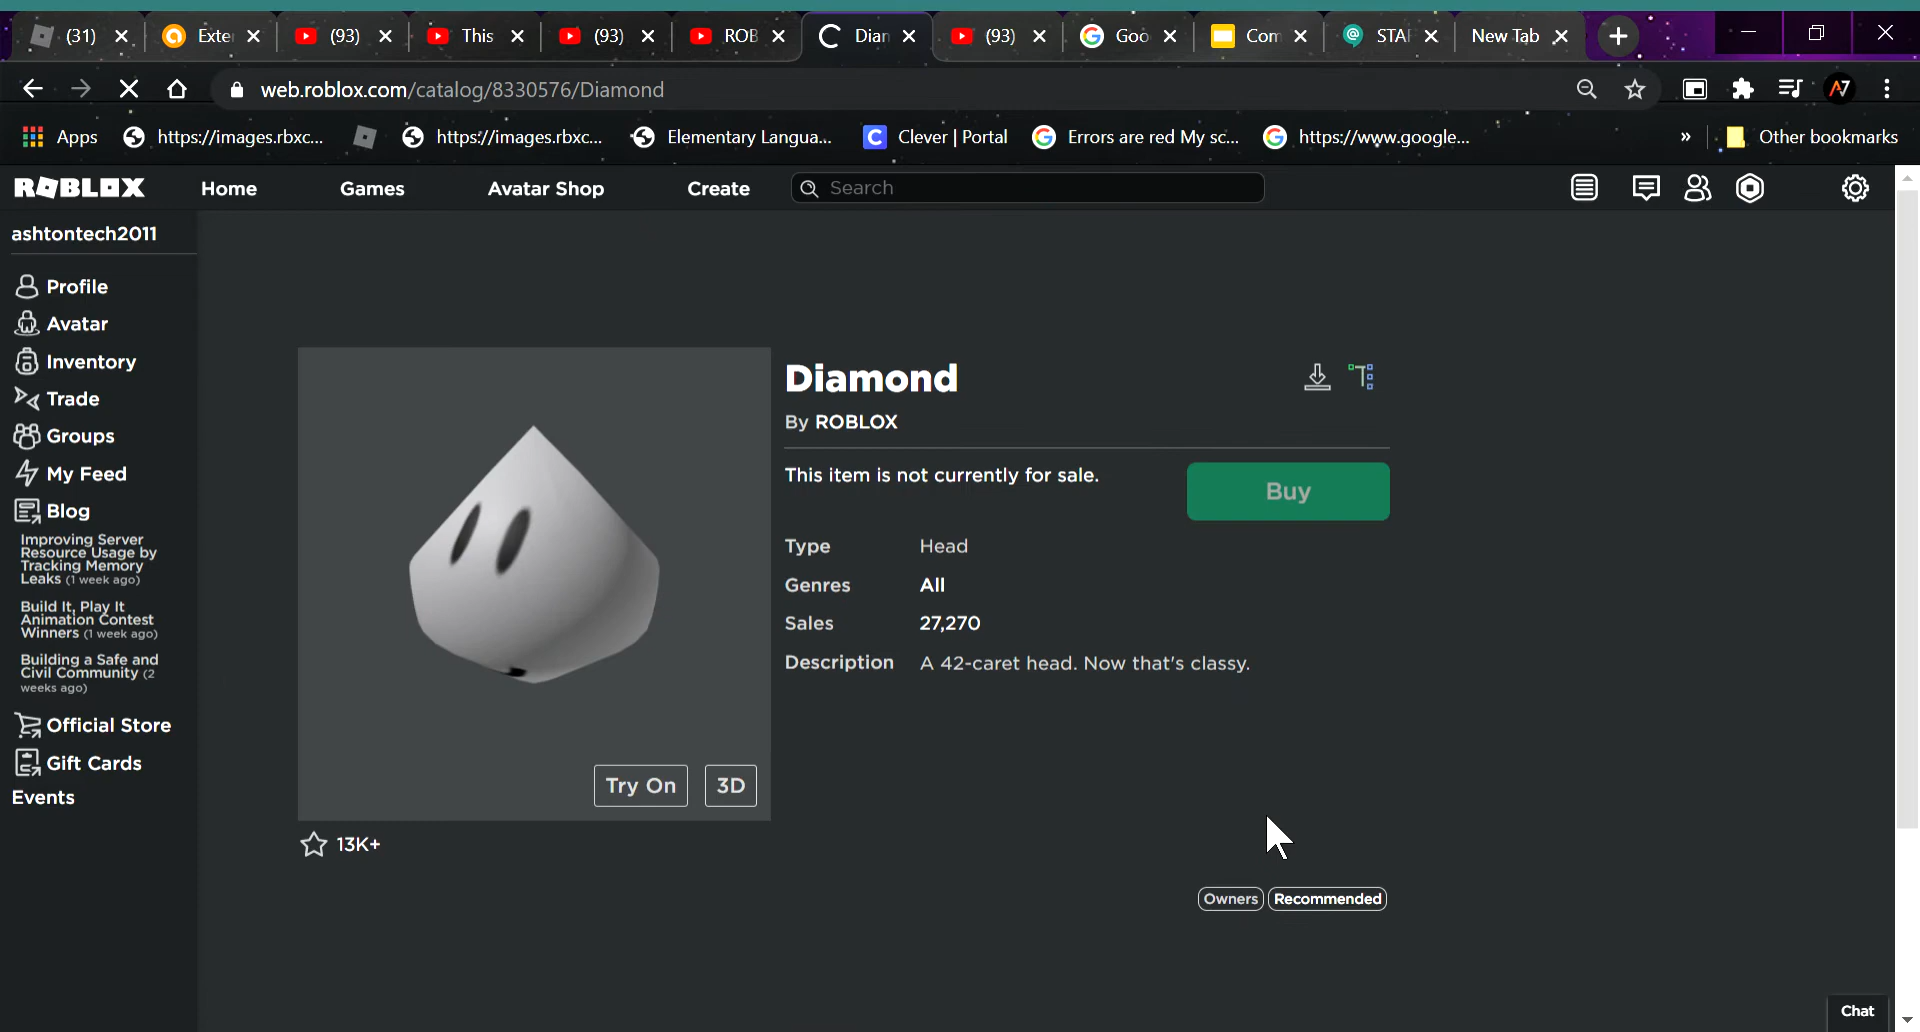 (31) Exte (93) This (93) ROB Dian (93) Goo Com STAF New Tab
web.roblox.com/catalog/8330576/Diamond
Apps https://images.rbxc... https://images.rbxc... Elementary Langua... Clever | Portal Errors are red My sc... https://www.google... » Other bookmarks
ROBLOX Home Games Avatar Shop Create Search
ashtontech2011
Profile
Avatar
Inventory
Trade
Groups
My Feed
Blog
Improving Server
Resource Usage by
Tracking Memory
Leaks (1 week ago)
Build It, Play It
Animation Contest
Winners (1 week ago)
Building a Safe and
Civil Community (2
weeks ago)
Official Store
Gift Cards
Events
Try On 3D
13K+
Diamond
By ROBLOX
This item is not currently for sale.
Buy
Type Head
Genres All
Sales 27,270
Description A 42-caret head. Now that's classy.
Owners Recommended
Chat